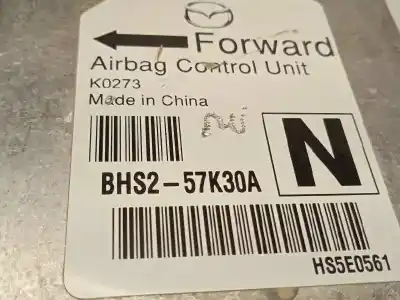 Forward
Airbag Control Unit
K0273
Made in China
BHS2-57K30A
N
HS5E0561